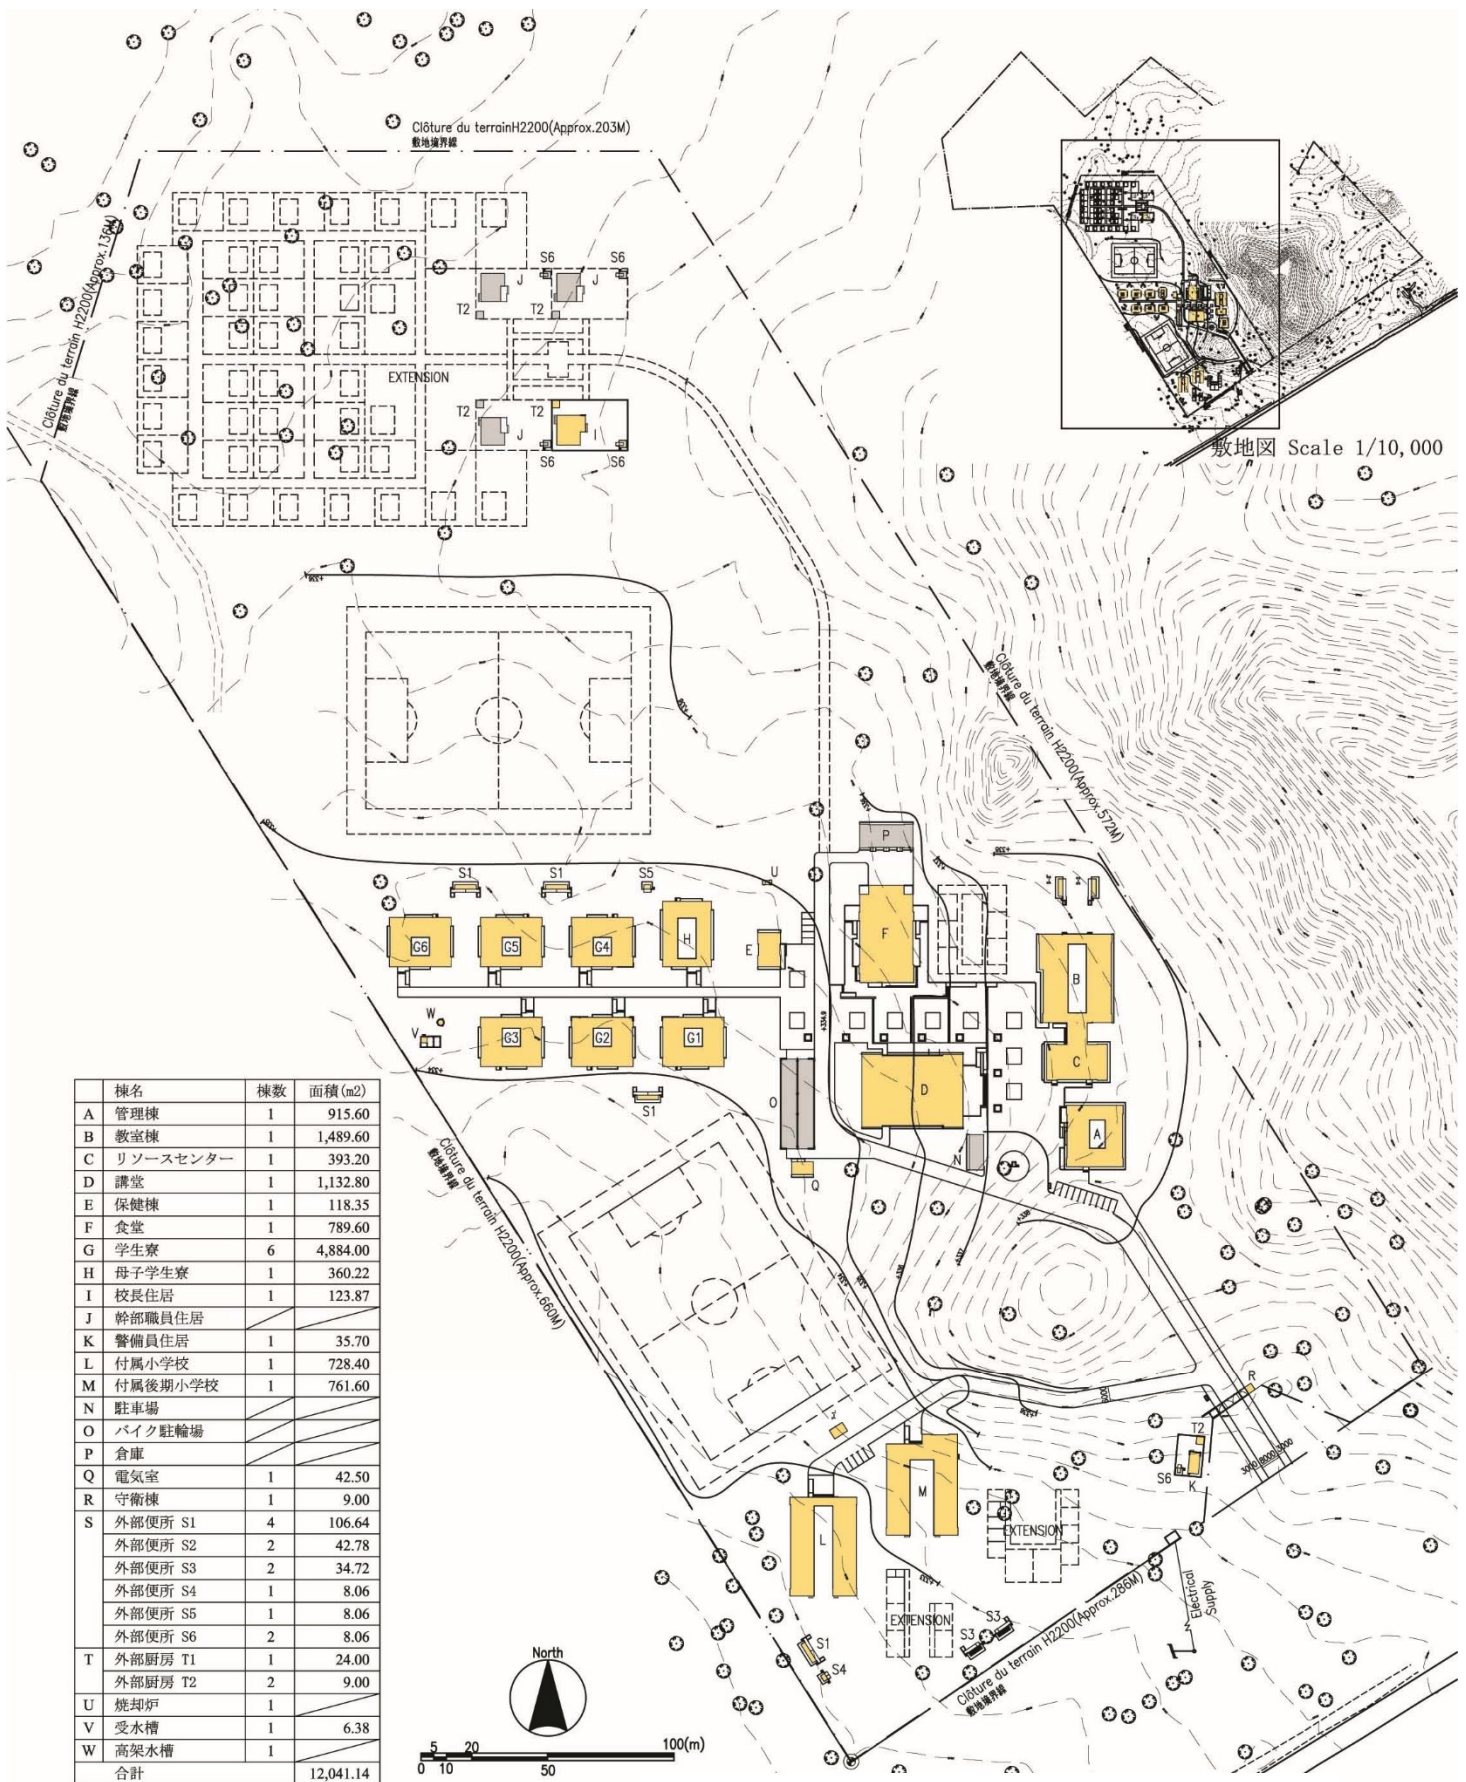 Clôture du terrainH2200(Approx.203M)
敷地境界線
Clôture du terrain H2200(Approx.136M)
敷地境界線
敷地図 Scale 1/10,000
S6
S6
J
J
T2
T2
EXTENSION
T2
T2
J
I
S6
S6
+338
+338
Clôture du terrain H2200(Approx.572M)
敷地境界線
+335
P
+338
S1
S1
S5
U
G6
G5
G4
H
E
F
B
W
V
G3
G2
G1
+334.9
C
+334
S1
O
D
A
N
Q
Clôture du terrain H2200(Approx.660M)
敷地境界線
+337
+336
R
T2
S6
K
3000 8000 3000
M
L
EXTENSION
EXTENSION
+333
S3
S3
S1
S4
Electrical
Supply
Clôture du terrain H2200(Approx.286M)
敷地境界線
棟名 棟数 面積(m2)
A 管理棟 1 915.60
B 教室棟 1 1,489.60
C リソースセンター 1 393.20
D 講堂 1 1,132.80
E 保健棟 1 118.35
F 食堂 1 789.60
G 学生寮 6 4,884.00
H 母子学生寮 1 360.22
I 校長住居 1 123.87
J 幹部職員住居
K 警備員住居 1 35.70
L 付属小学校 1 728.40
M 付属後期小学校 1 761.60
N 駐車場
O バイク駐輪場
P 倉庫
Q 電気室 1 42.50
R 守衛棟 1 9.00
S 外部便所 S1 4 106.64
外部便所 S2 2 42.78
外部便所 S3 2 34.72
外部便所 S4 1 8.06
外部便所 S5 1 8.06
外部便所 S6 2 8.06
T 外部厨房 T1 1 24.00
外部厨房 T2 2 9.00
U 焼却炉 1
V 受水槽 1 6.38
W 高架水槽 1
合計 12,041.14
North
5 20 100(m)
0 10 50